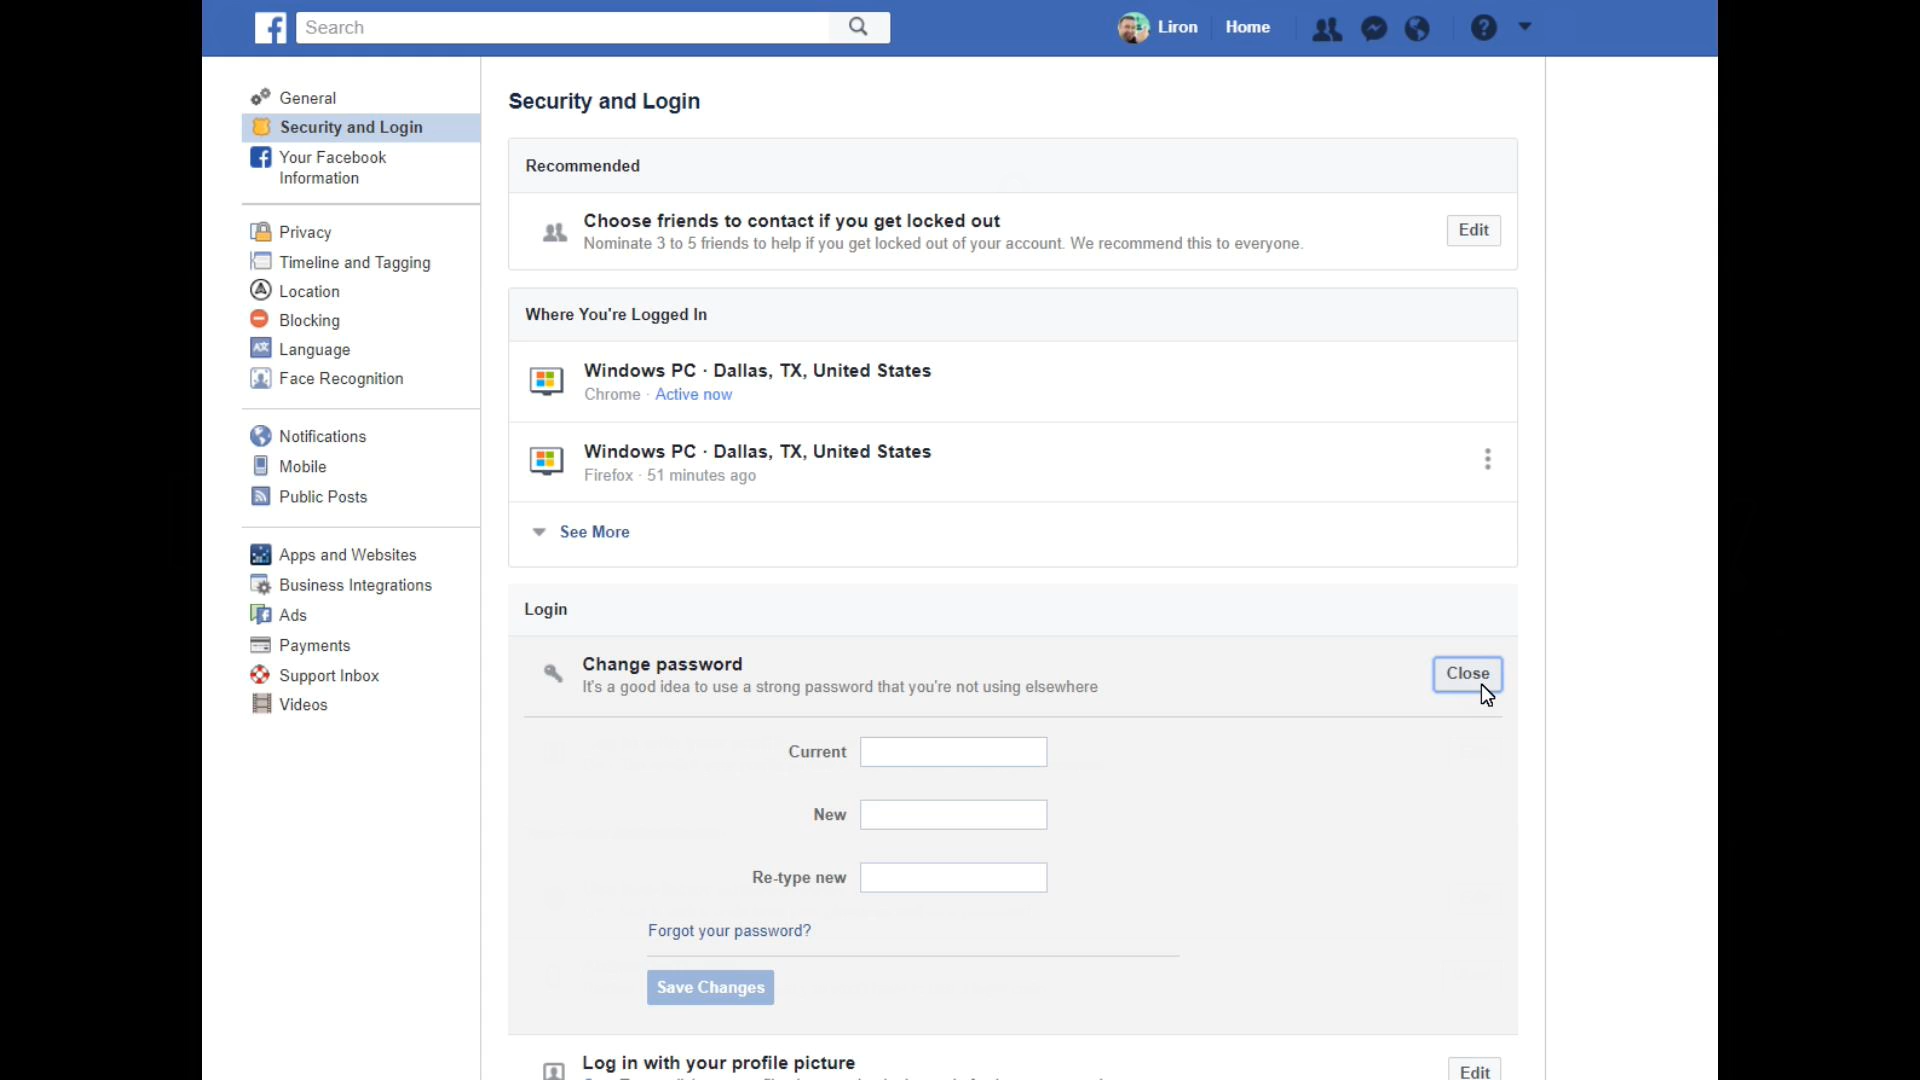 Search
Liron
Home
General
Security and Login
Your Facebook
Information
Privacy
Timeline and Tagging
Location
Blocking
Language
Face Recognition
Notifications
Mobile
Public Posts
Apps and Websites
Business Integrations
Ads
Payments
Support Inbox
Videos
Security and Login
Recommended
Choose friends to contact if you get locked out
Nominate 3 to 5 friends to help if you get locked out of your account. We recommend this to everyone.
Edit
Where You're Logged In
Windows PC · Dallas, TX, United States
Chrome · Active now
Windows PC · Dallas, TX, United States
Firefox · 51 minutes ago
See More
Login
Change password
It's a good idea to use a strong password that you're not using elsewhere
Close
Current
New
Re-type new
Forgot your password?
Save Changes
Log in with your profile picture
Edit